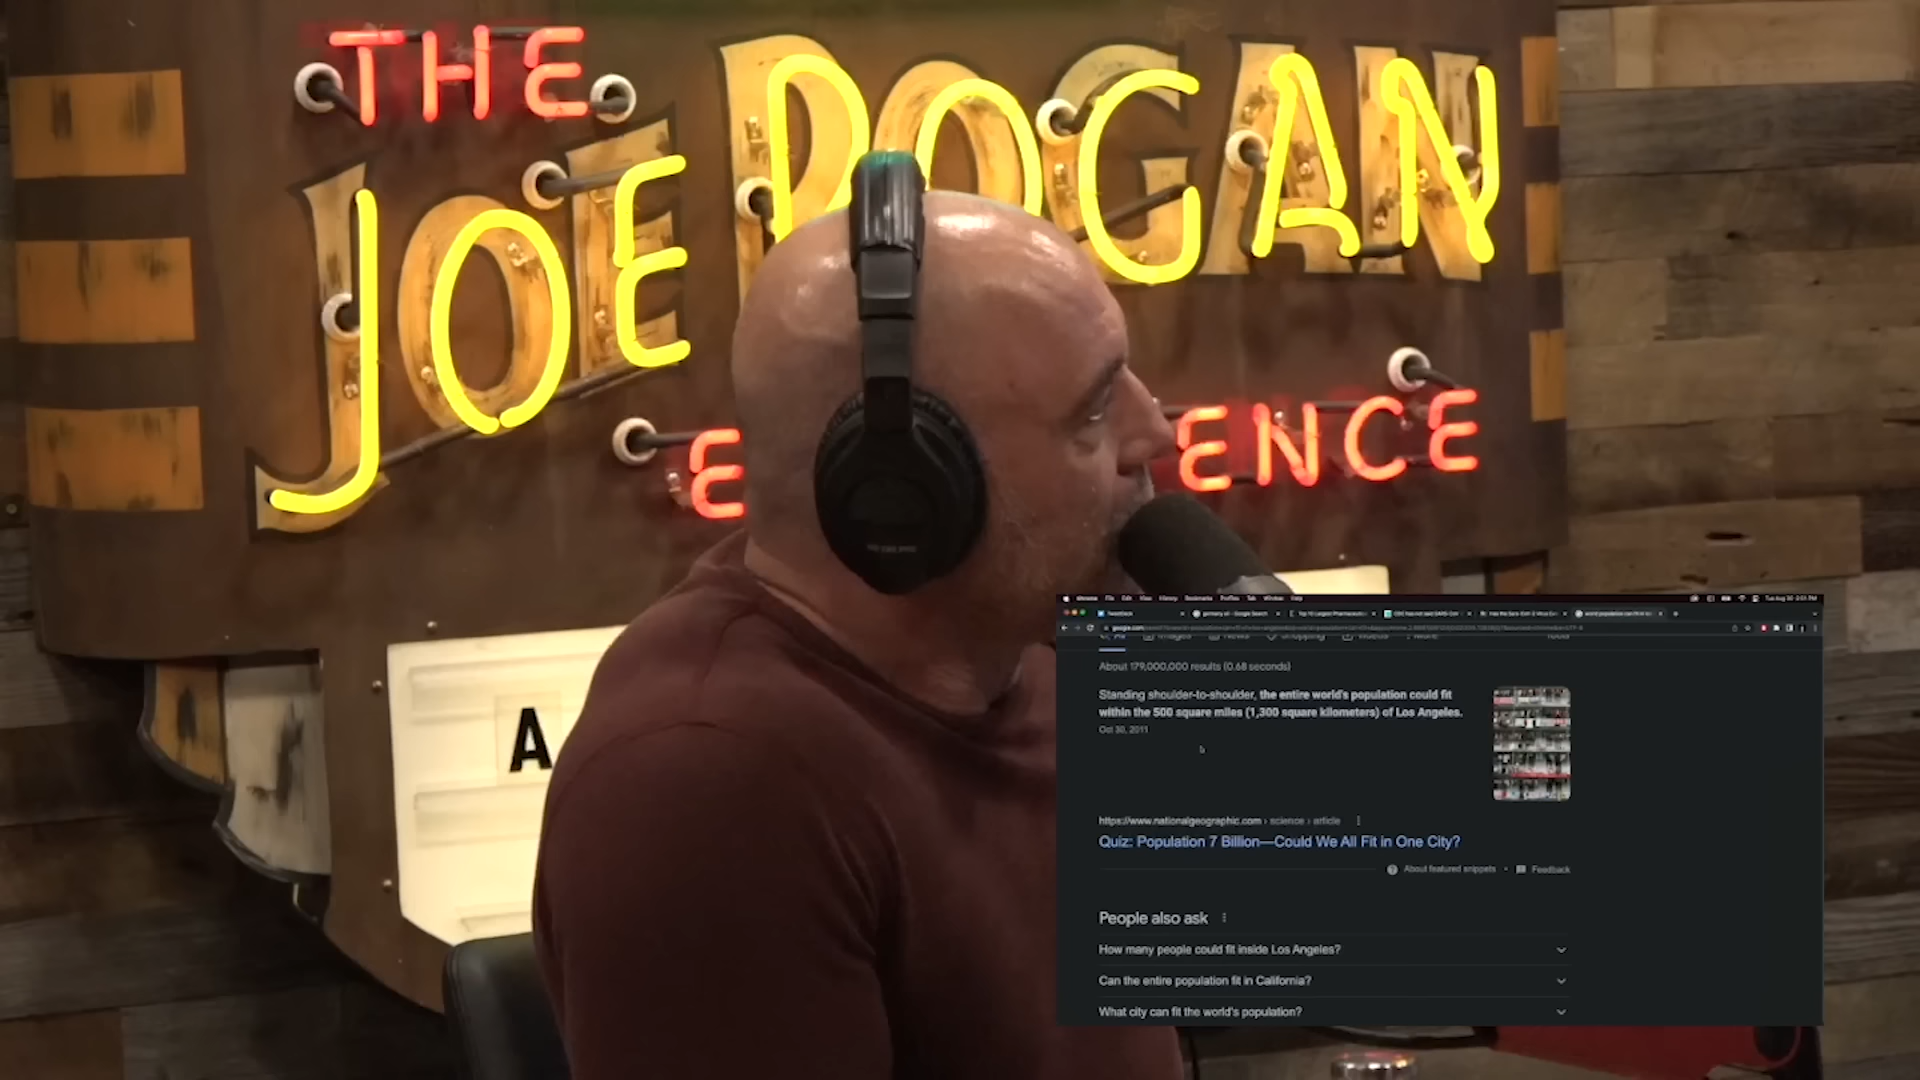 THE
JOE ROGAN
E ENCE
A
About 179,000,000 results (0.68 seconds)
Standing shoulder-to-shoulder, the entire world's population could fit
within the 500 square miles (1,300 square kilometers) of Los Angeles.
Oct 30, 2011
https://www.nationalgeographic.com › science › article
Quiz: Population 7 Billion—Could We All Fit in One City?
About featured snippets • Feedback
People also ask
How many people could fit inside Los Angeles?
Can the entire population fit in California?
What city can fit the world's population?